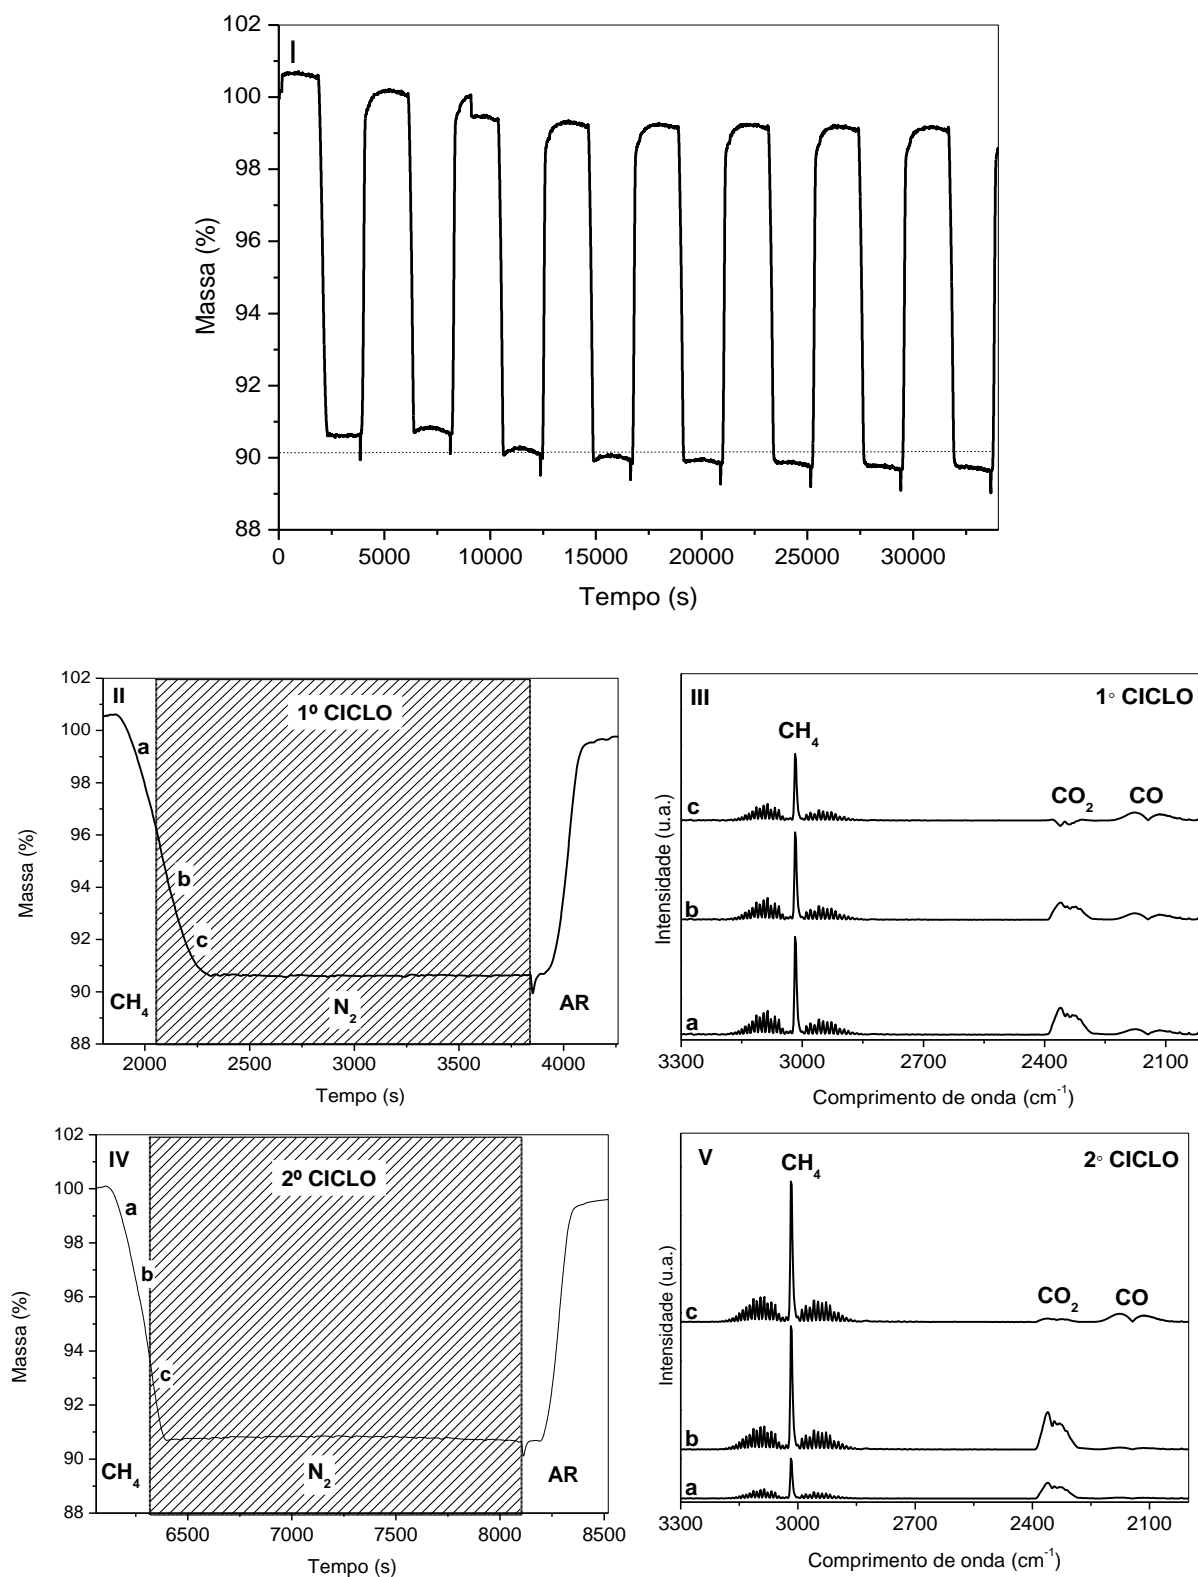 I
102
100
98
96
94
92
90
88
Massa (%)
0 5000 10000 15000 20000 25000 30000
Tempo (s)
II
1º CICLO
102
100
98
96
94
92
90
88
Massa (%)
a
b
c
CH₄
N₂
AR
2000 2500 3000 3500 4000
Tempo (s)
III
1◦ CICLO
CH₄
CO₂
CO
c
b
a
Intensidade (u.a.)
3300 3000 2700 2400 2100
Comprimento de onda (cm⁻¹)
IV
2º CICLO
102
100
98
96
94
92
90
88
Massa (%)
a
b
c
CH₄
N₂
AR
6500 7000 7500 8000 8500
Tempo (s)
V
2◦ CICLO
CH₄
CO₂
CO
c
b
a
Intensidade (u.a.)
3300 3000 2700 2400 2100
Comprimento de onda (cm⁻¹)